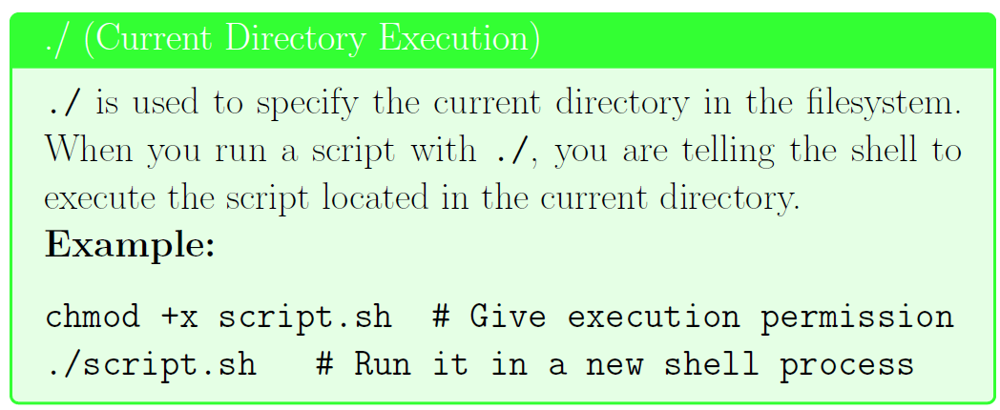 ./ (Current Directory Execution)
./ is used to specify the current directory in the filesystem.
When you run a script with ./, you are telling the shell to
execute the script located in the current directory.
Example:
chmod +x script.sh  # Give execution permission
./script.sh   # Run it in a new shell process